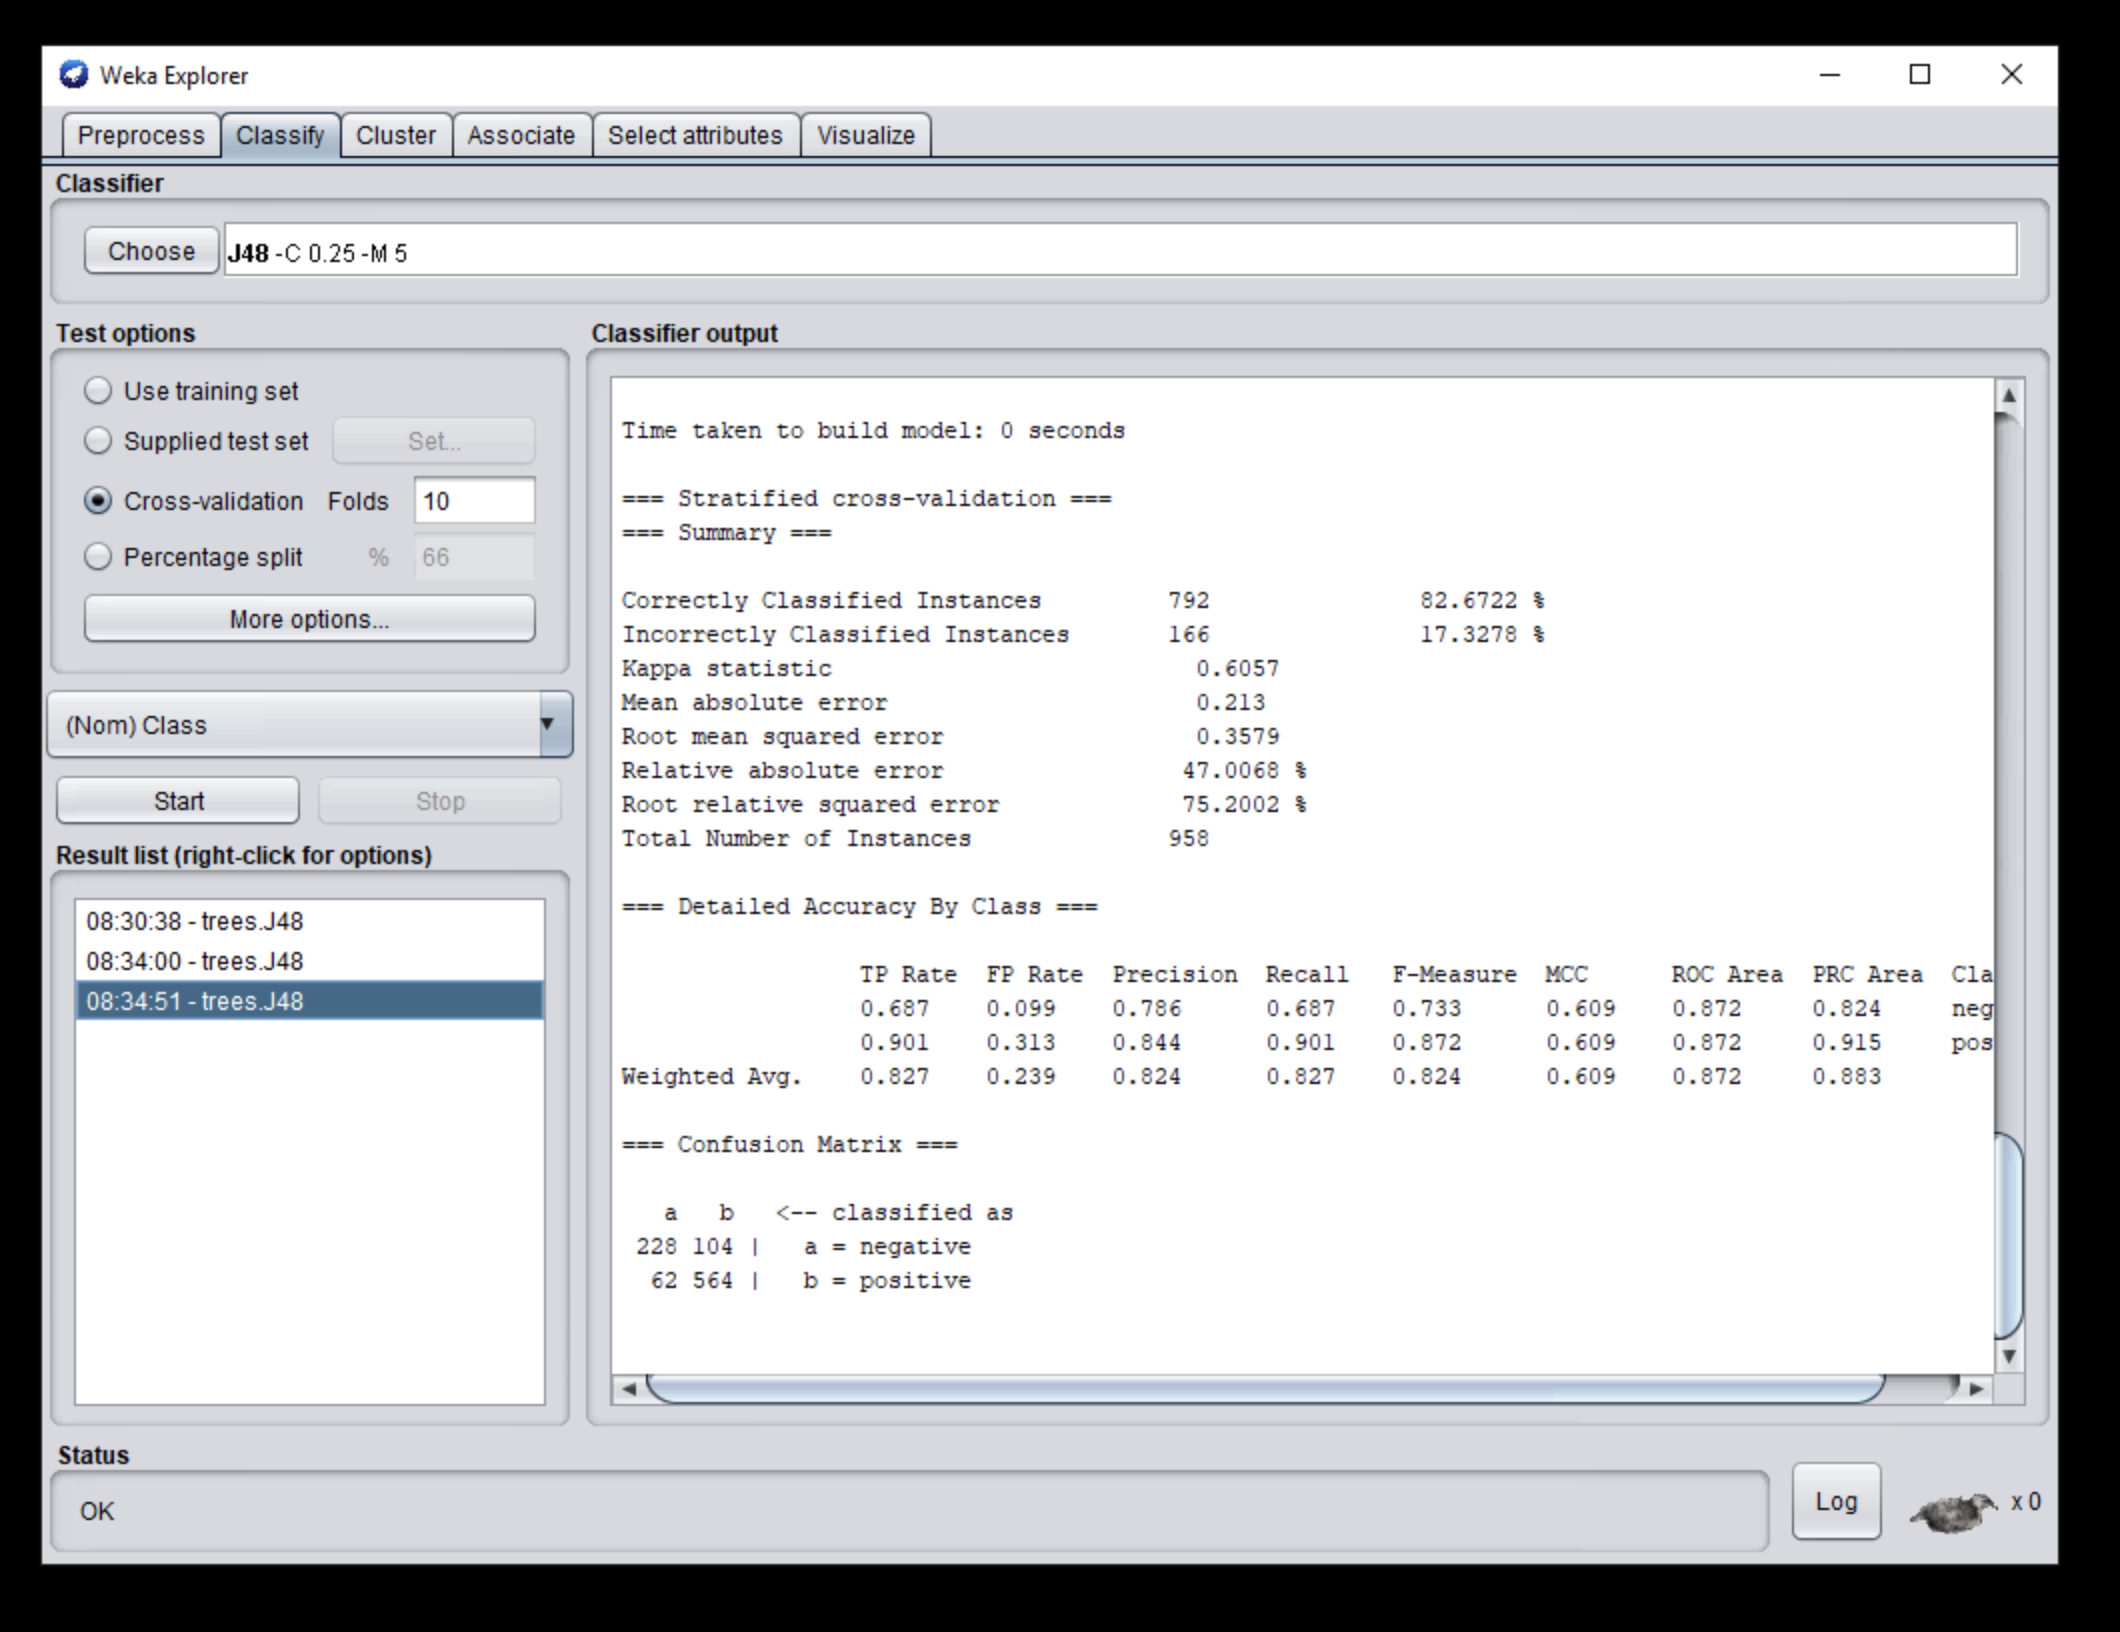 Weka Explorer
Preprocess Classify Cluster Associate Select attributes Visualize
Classifier
Choose J48 -C 0.25 -M 5
Test options
Use training set
Supplied test set Set...
Cross-validation Folds 10
Percentage split % 66
More options...
(Nom) Class
Start Stop
Result list (right-click for options)
08:30:38 - trees.J48
08:34:00 - trees.J48
08:34:51 - trees.J48
Classifier output
Time taken to build model: 0 seconds
=== Stratified cross-validation ===
=== Summary ===
Correctly Classified Instances 792 82.6722 %
Incorrectly Classified Instances 166 17.3278 %
Kappa statistic 0.6057
Mean absolute error 0.213
Root mean squared error 0.3579
Relative absolute error 47.0068 %
Root relative squared error 75.2002 %
Total Number of Instances 958
=== Detailed Accuracy By Class ===
TP Rate FP Rate Precision Recall F-Measure MCC ROC Area PRC Area Cla
0.687 0.099 0.786 0.687 0.733 0.609 0.872 0.824 neg
0.901 0.313 0.844 0.901 0.872 0.609 0.872 0.915 pos
Weighted Avg. 0.827 0.239 0.824 0.827 0.824 0.609 0.872 0.883
=== Confusion Matrix ===
a b <-- classified as
228 104 | a = negative
62 564 | b = positive
Status
OK
Log x 0